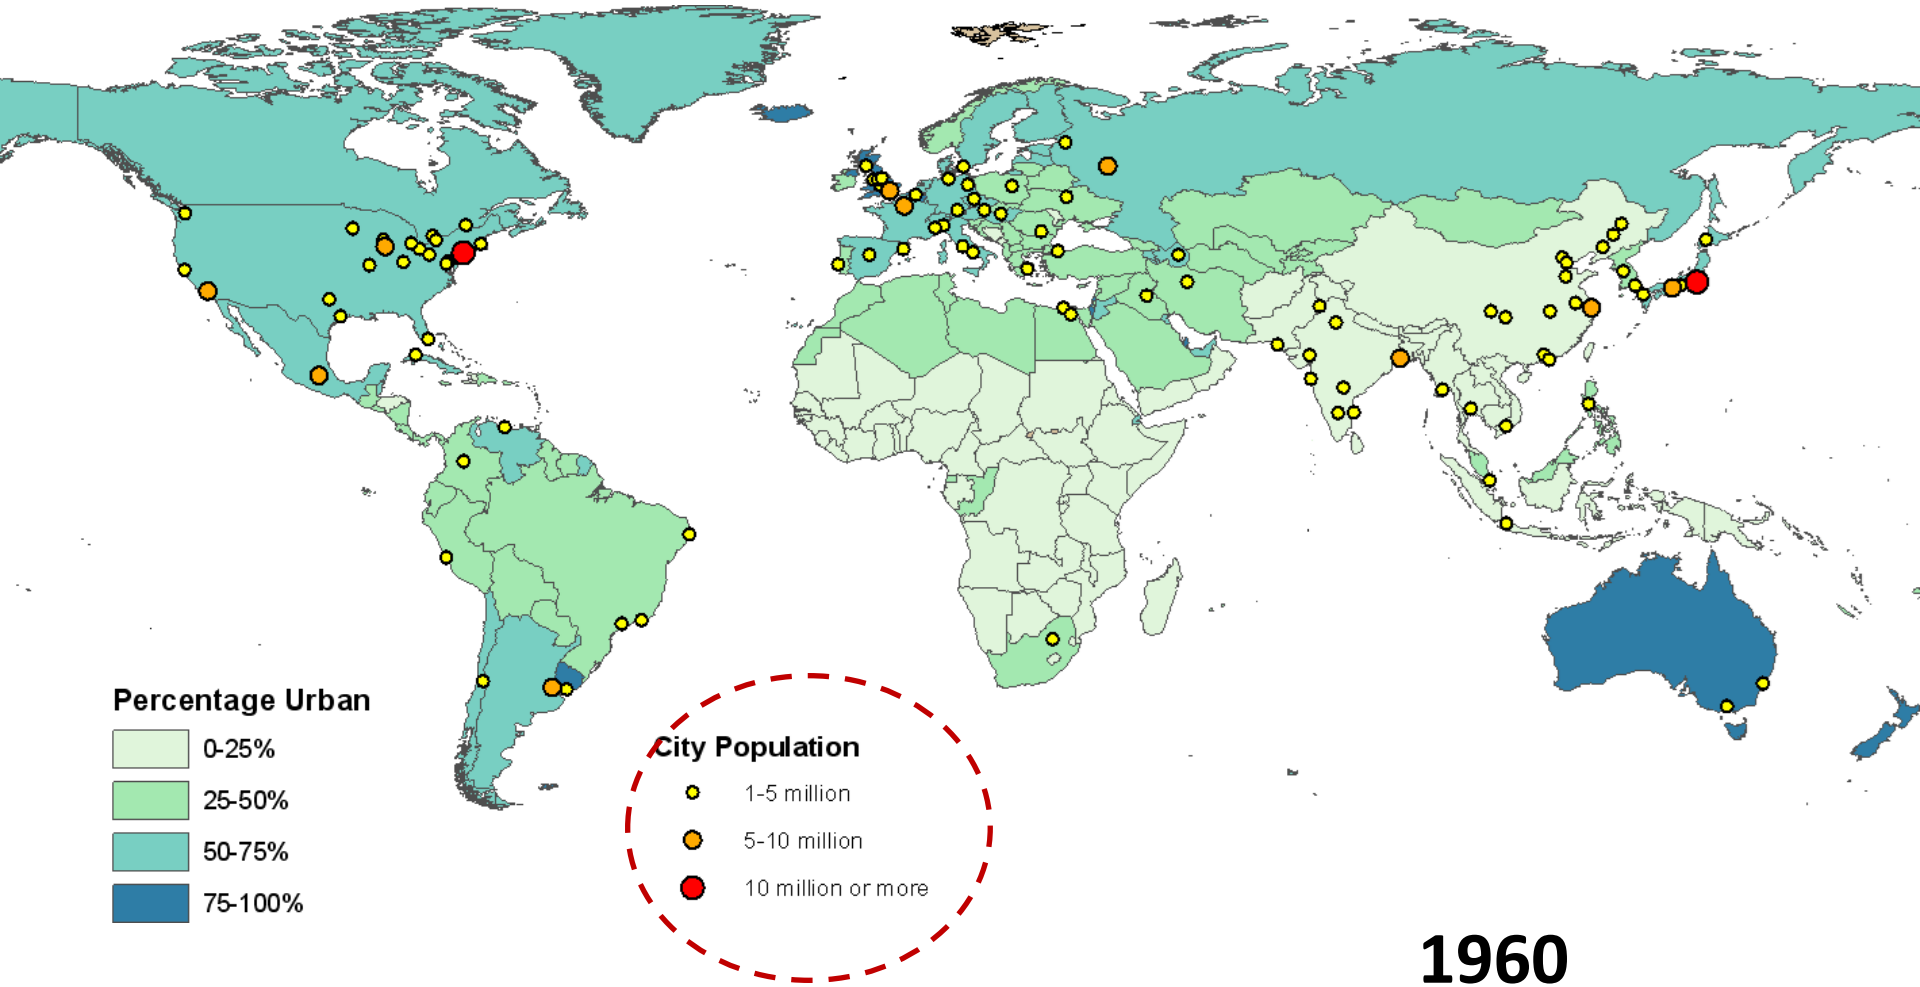 Percentage Urban
0-25%
25-50%
50-75%
75-100%
City Population
1-5 million
5-10 million
10 million or more
1960